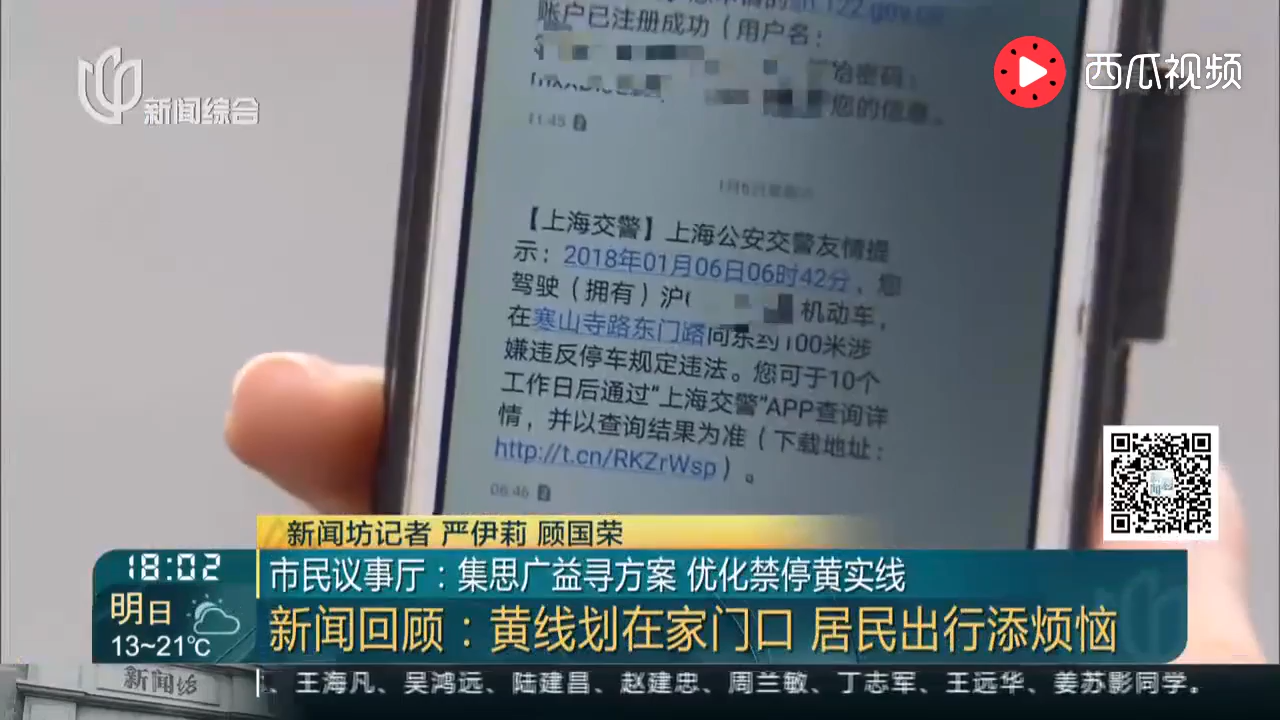 新闻综合
西瓜视频
账户已注册成功（用户名：
始密码：
您的信息。
11:45
【上海交警】上海公安交警友情提
示：2018年01月06日06时42分，您
驾驶（拥有）沪 机动车，
在寒山寺路东门路向东到100米涉
嫌违反停车规定违法。您可于10个
工作日后通过“上海交警”APP查询详
情，并以查询结果为准（下载地址：
http://t.cn/RKZrWsp）。
06:46
新闻坊记者 严伊莉 顾国荣
18:02
市民议事厅：集思广益寻方案 优化禁停黄实线
明日
13~21℃
新闻回顾：黄线划在家门口 居民出行添烦恼
新闻综
、王海凡、吴鸿远、陆建昌、赵建忠、周兰敏、丁志军、王远华、姜苏影同学。